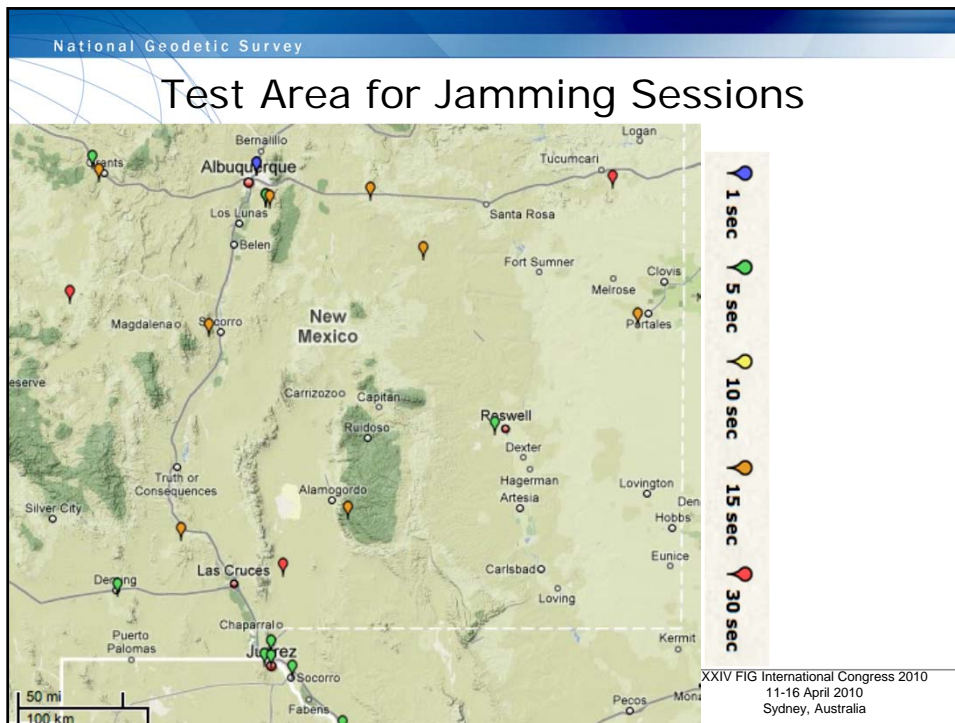 National Geodetic Survey
Test Area for Jamming Sessions
Logan
Bernalillo
Tucumcari
Grants
Albuquerque
Santa Rosa
Los Lunas
Belen
Fort Sumner
Clovis
Melrose
New
Mexico
Magdalena
Socorro
Portales
Reserve
Carrizozo
Capitan
Roswell
Ruidoso
Dexter
Hagerman
Truth or
Consequences
Alamogordo
Artesia
Lovington
Den
Silver City
Hobbs
Eunice
Las Cruces
Carlsbad
Deming
Loving
Chaparral
Puerto
Palomas
Juárez
Kermit
Socorro
Fabens
Pecos
Mona
50 mi
100 km
1 sec
5 sec
10 sec
15 sec
30 sec
XXIV FIG International Congress 2010
11-16 April 2010
Sydney, Australia